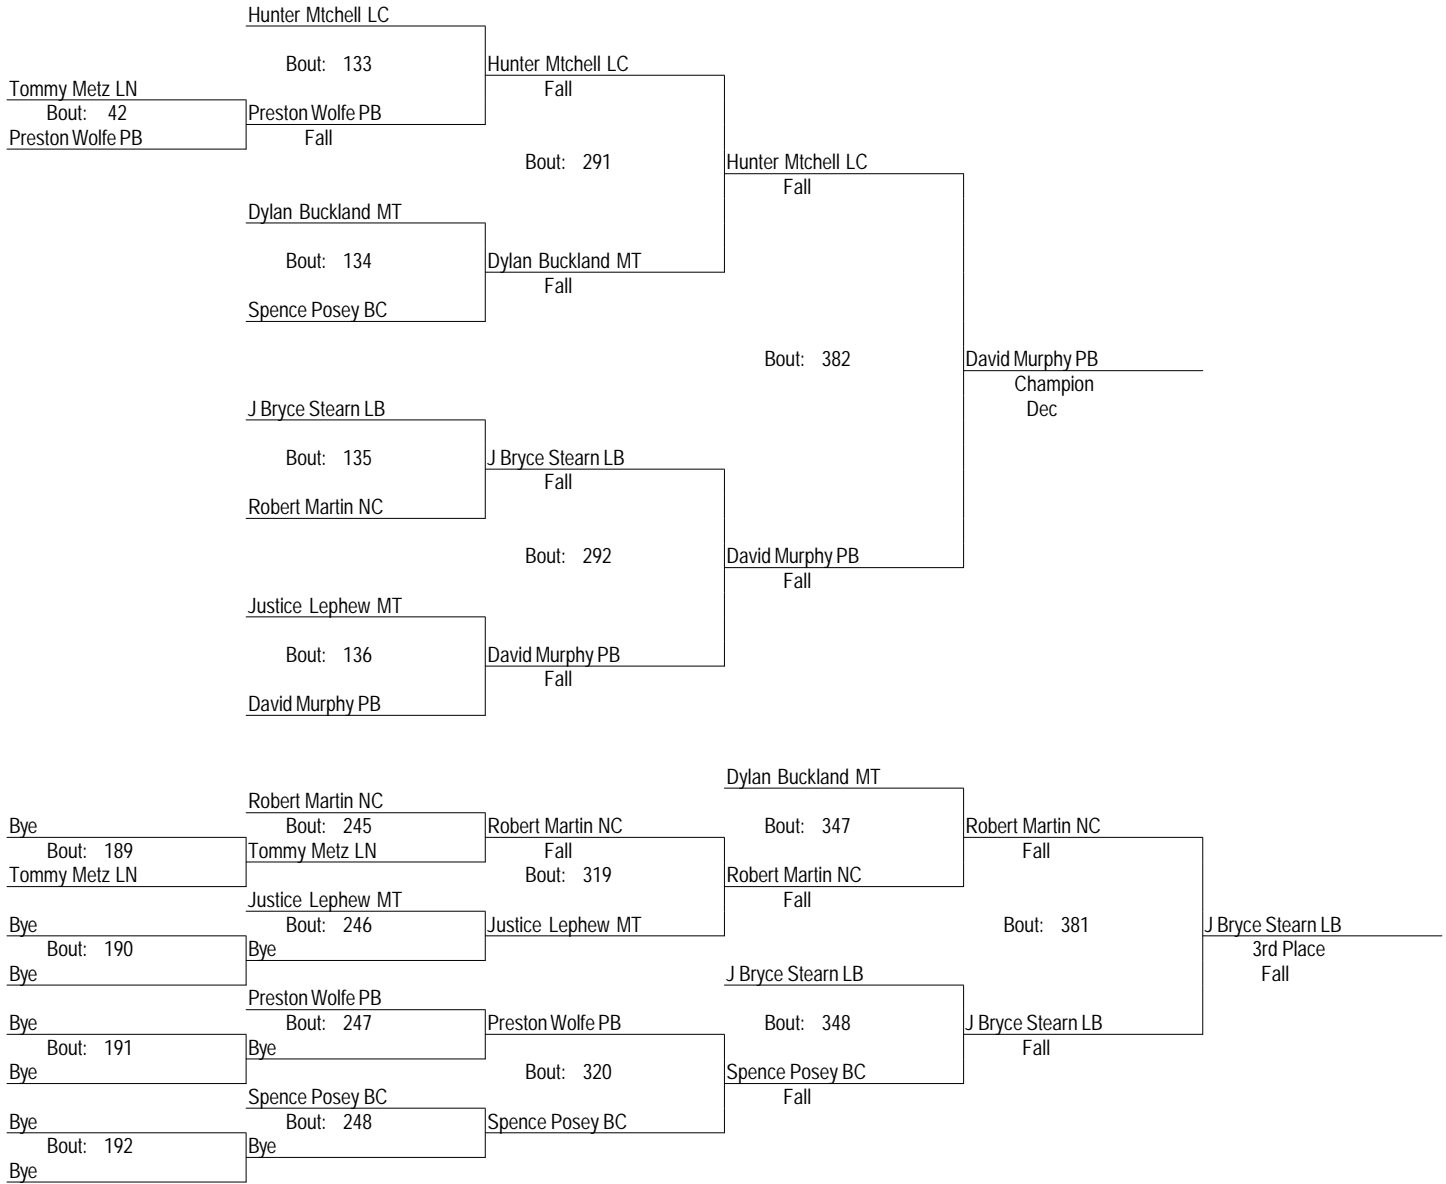 Hunter Mtchell LC
Bout: 133
Hunter Mtchell LC
Tommy Metz LN
Fall
Bout: 42
Preston Wolfe PB
Preston Wolfe PB
Fall
Bout: 291
Hunter Mtchell LC
Fall
Dylan Buckland MT
Bout: 134
Dylan Buckland MT
Fall
Spence Posey BC
Bout: 382
David Murphy PB
Champion
Dec
J Bryce Stearn LB
Bout: 135
J Bryce Stearn LB
Fall
Robert Martin NC
Bout: 292
David Murphy PB
Fall
Justice Lephew MT
Bout: 136
David Murphy PB
Fall
David Murphy PB
Dylan Buckland MT
Robert Martin NC
Bye
Bout: 245
Robert Martin NC
Bout: 347
Robert Martin NC
Bout: 189
Tommy Metz LN
Fall
Fall
Tommy Metz LN
Bout: 319
Robert Martin NC
Justice Lephew MT
Fall
Bye
Bout: 246
Justice Lephew MT
Bout: 381
J Bryce Stearn LB
Bout: 190
Bye
3rd Place
Bye
J Bryce Stearn LB
Fall
Preston Wolfe PB
Bye
Bout: 247
Preston Wolfe PB
Bout: 348
J Bryce Stearn LB
Bout: 191
Bye
Fall
Bye
Bout: 320
Spence Posey BC
Spence Posey BC
Fall
Bye
Bout: 248
Spence Posey BC
Bout: 192
Bye
Bye